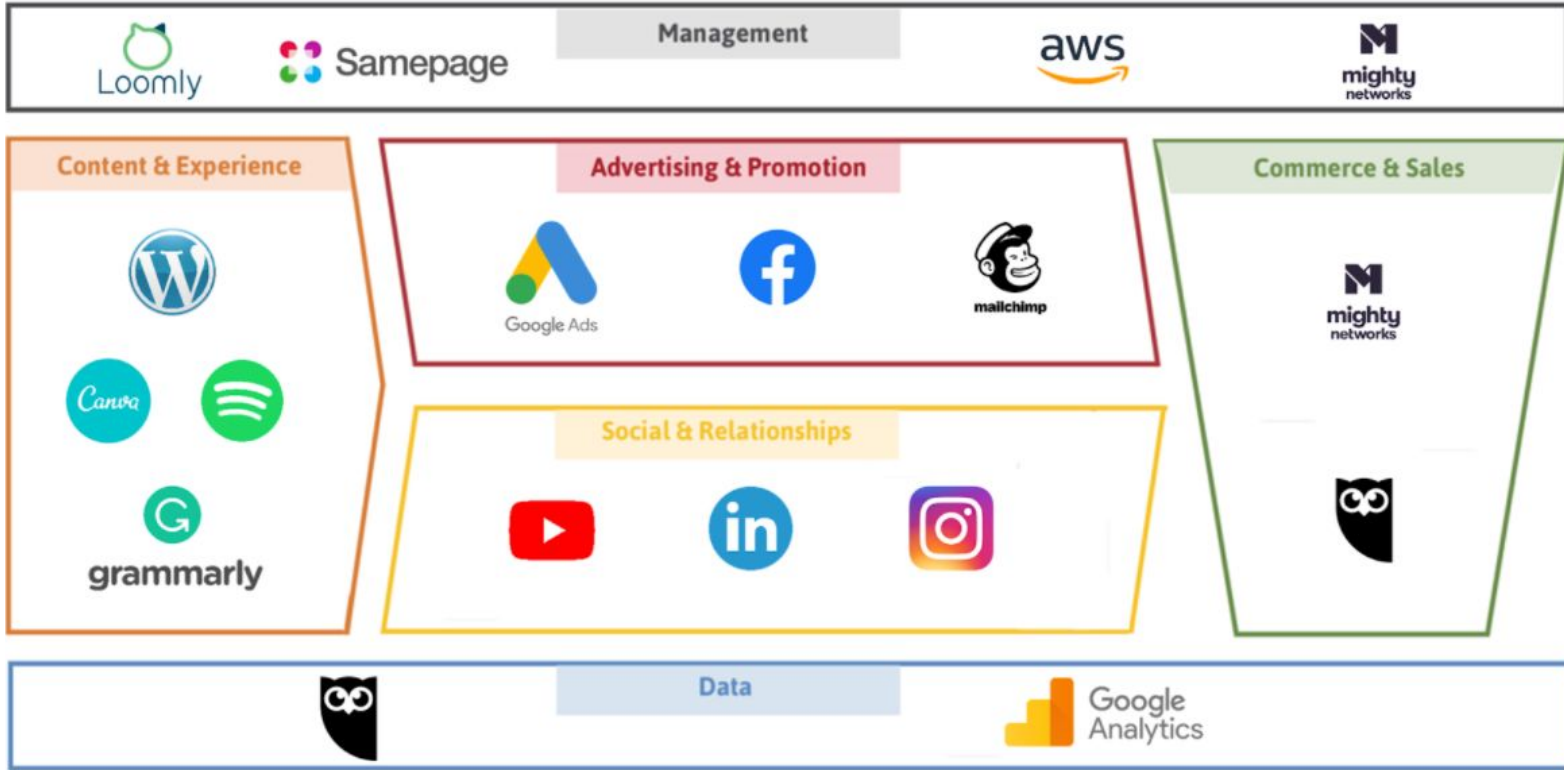 Management
Loomly
Samepage
aws
mighty
networks
Content & Experience
Canva
grammarly
Advertising & Promotion
Google Ads
mailchimp
Social & Relationships
in
Commerce & Sales
mighty
networks
Data
Google
Analytics